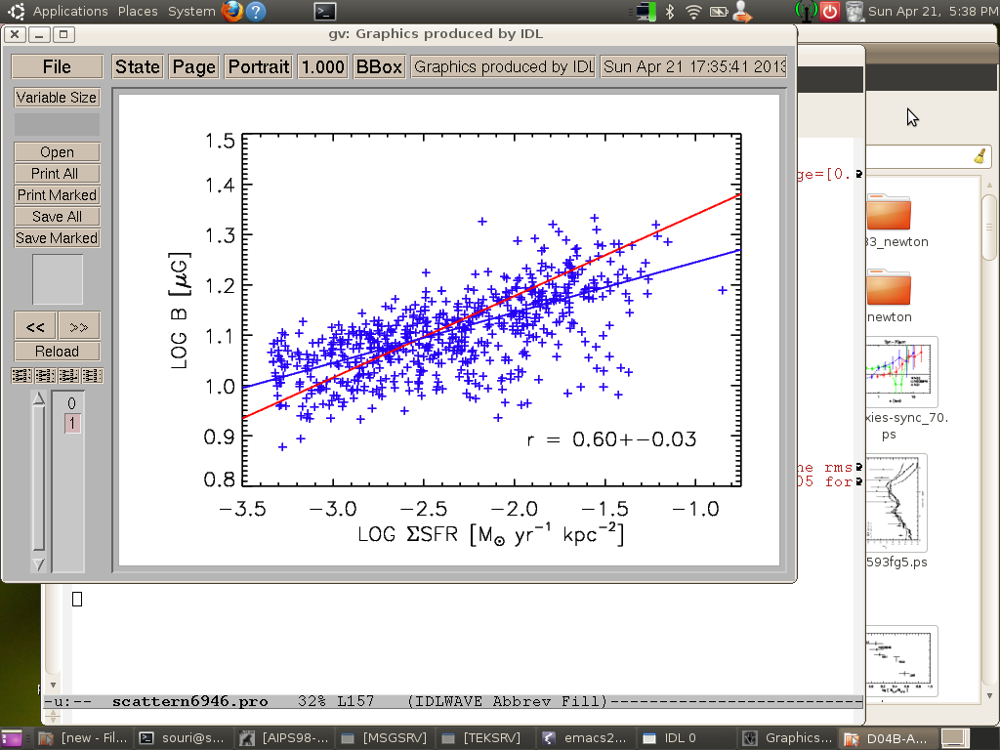 Applications Places System
Sun Apr 21, 5:38 PM
gv: Graphics produced by IDL
File State Page Portrait 1.000 BBox Graphics produced by IDL Sun Apr 21 17:35:41 2013
Variable Size
Open
Print All
Print Marked
Save All
Save Marked
<< >>
Reload
0
1
1.5
1.4
1.3
1.2
1.1
1.0
0.9
0.8
LOG B [μG]
r = 0.60+−0.03
−3.5 −3.0 −2.5 −2.0 −1.5 −1.0
LOG ΣSFR [M⊙ yr⁻¹ kpc⁻²]
ge=[0.
he rms
05 for
33_newton
newton
xies-sync_70.
ps
593fg5.ps
-u:-- scattern6946.pro 32% L157 (IDLWAVE Abbrev Fill)
[new - Fil... souri@s... [AIPS98-... [MSGSRV] [TEKSRV] emacs2... IDL 0 Graphics... D04B-A...